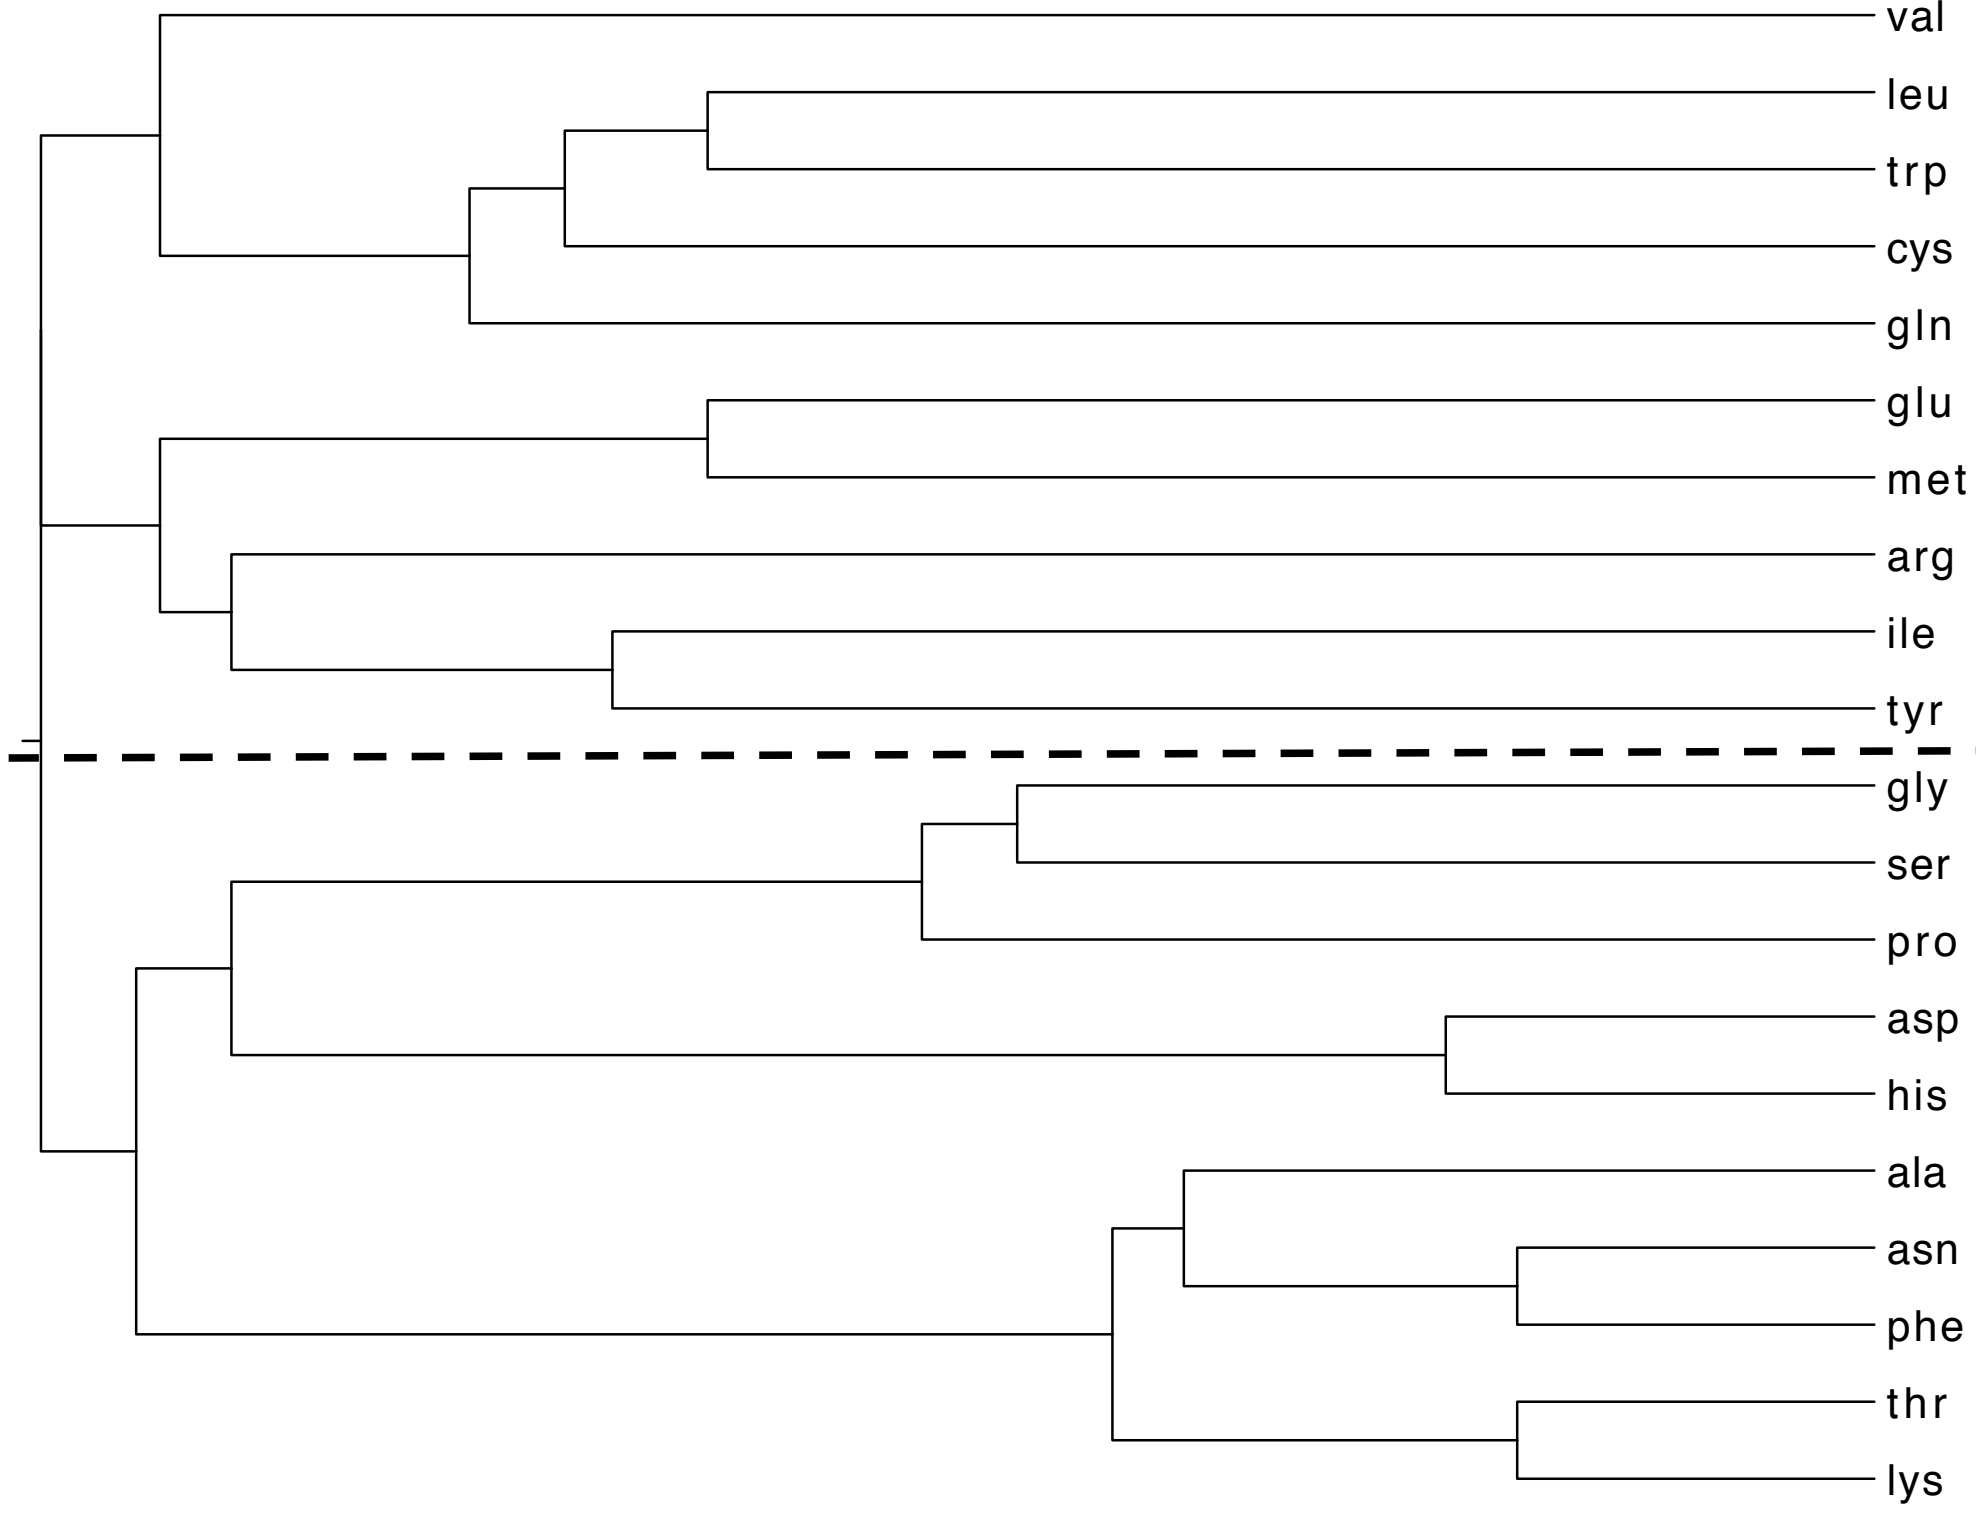 val
leu
trp
cys
gln
glu
met
arg
ile
tyr
gly
ser
pro
asp
his
ala
asn
phe
thr
lys